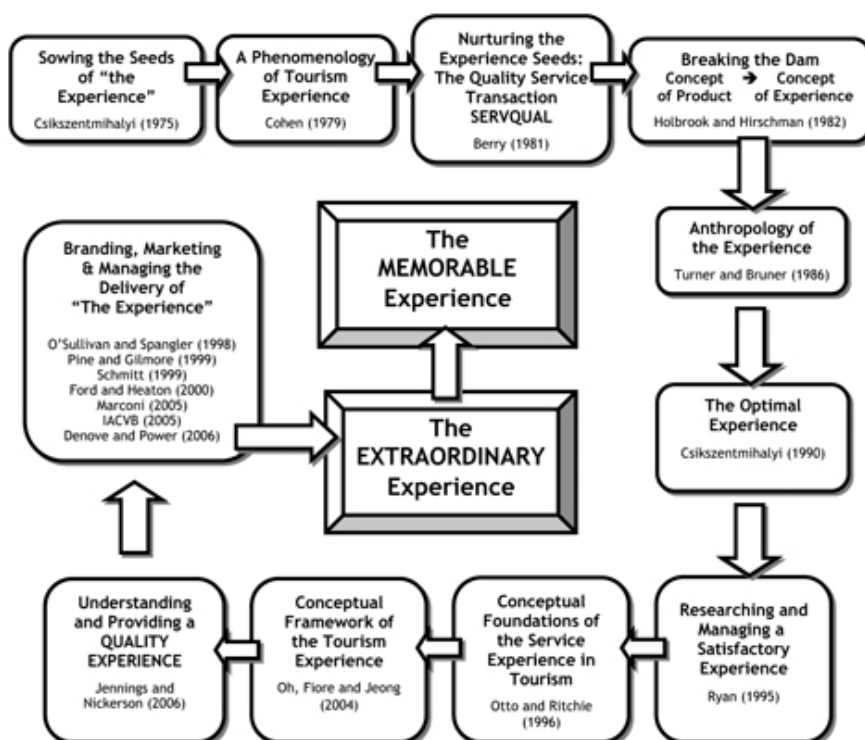 Sowing the Seeds
of “the
Experience”
Csikszentmihalyi (1975)
A Phenomenology
of Tourism
Experience
Cohen (1979)
Nurturing the
Experience Seeds:
The Quality Service
Transaction
SERVQUAL
Berry (1981)
Breaking the Dam
Concept ➔ Concept
of Product of Experience
Holbrook and Hirschman (1982)
Anthropology of
the Experience
Turner and Bruner (1986)
The Optimal
Experience
Csikszentmihalyi (1990)
Researching and
Managing a
Satisfactory
Experience
Ryan (1995)
Conceptual
Foundations of
the Service
Experience in
Tourism
Otto and Ritchie
(1996)
Conceptual
Framework of
the Tourism
Experience
Oh, Fiore and Jeong
(2004)
Understanding
and Providing a
QUALITY
EXPERIENCE
Jennings and
Nickerson (2006)
Branding, Marketing
& Managing the
Delivery of
“The Experience”
O’Sullivan and Spangler (1998)
Pine and Gilmore (1999)
Schmitt (1999)
Ford and Heaton (2000)
Marconi (2005)
IACVB (2005)
Denove and Power (2006)
The
EXTRAORDINARY
Experience
The
MEMORABLE
Experience